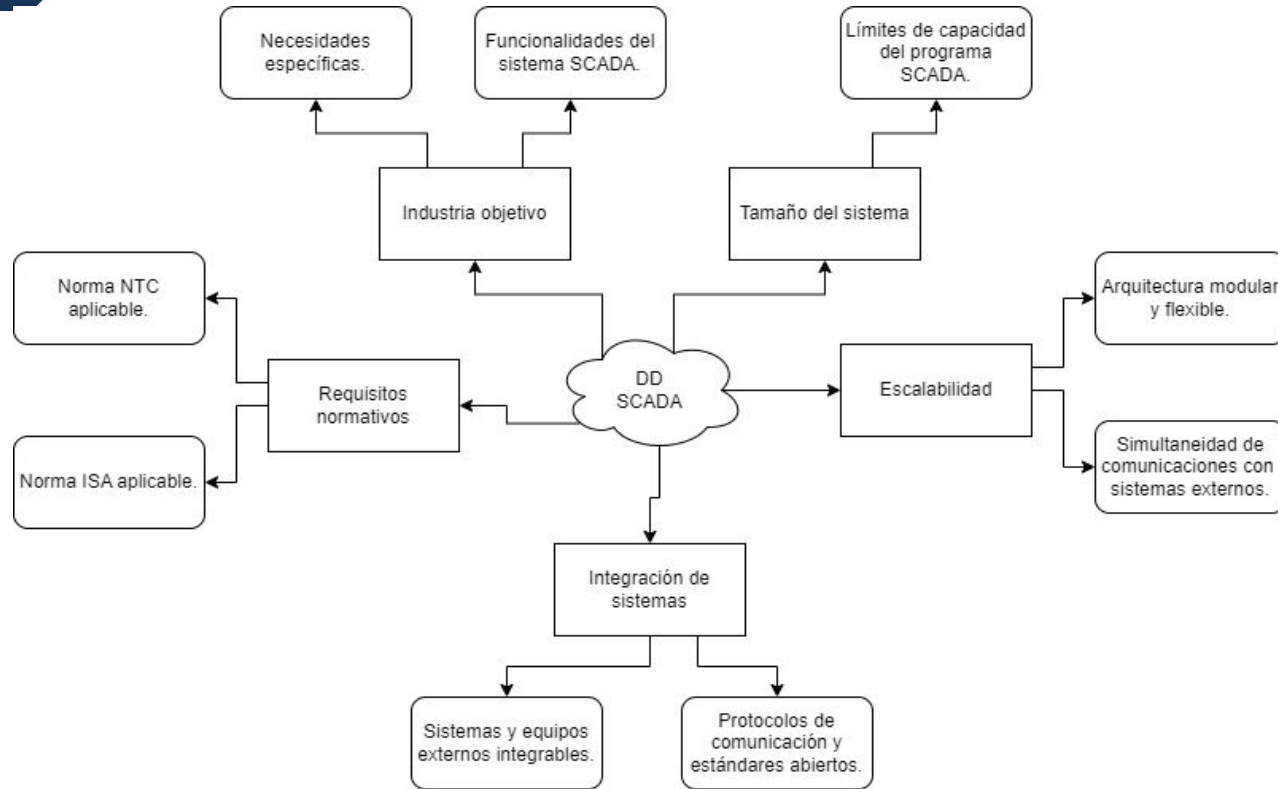 Necesidades
específicas.
Funcionalidades del
sistema SCADA.
Límites de capacidad
del programa
SCADA.
Industria objetivo
Tamaño del sistema
Norma NTC
aplicable.
Arquitectura modular
y flexible.
Requisitos
normativos
DD
SCADA
Escalabilidad
Norma ISA aplicable.
Simultaneidad de
comunicaciones con
sistemas externos.
Integración de
sistemas
Sistemas y equipos
externos integrables.
Protocolos de
comunicación y
estándares abiertos.